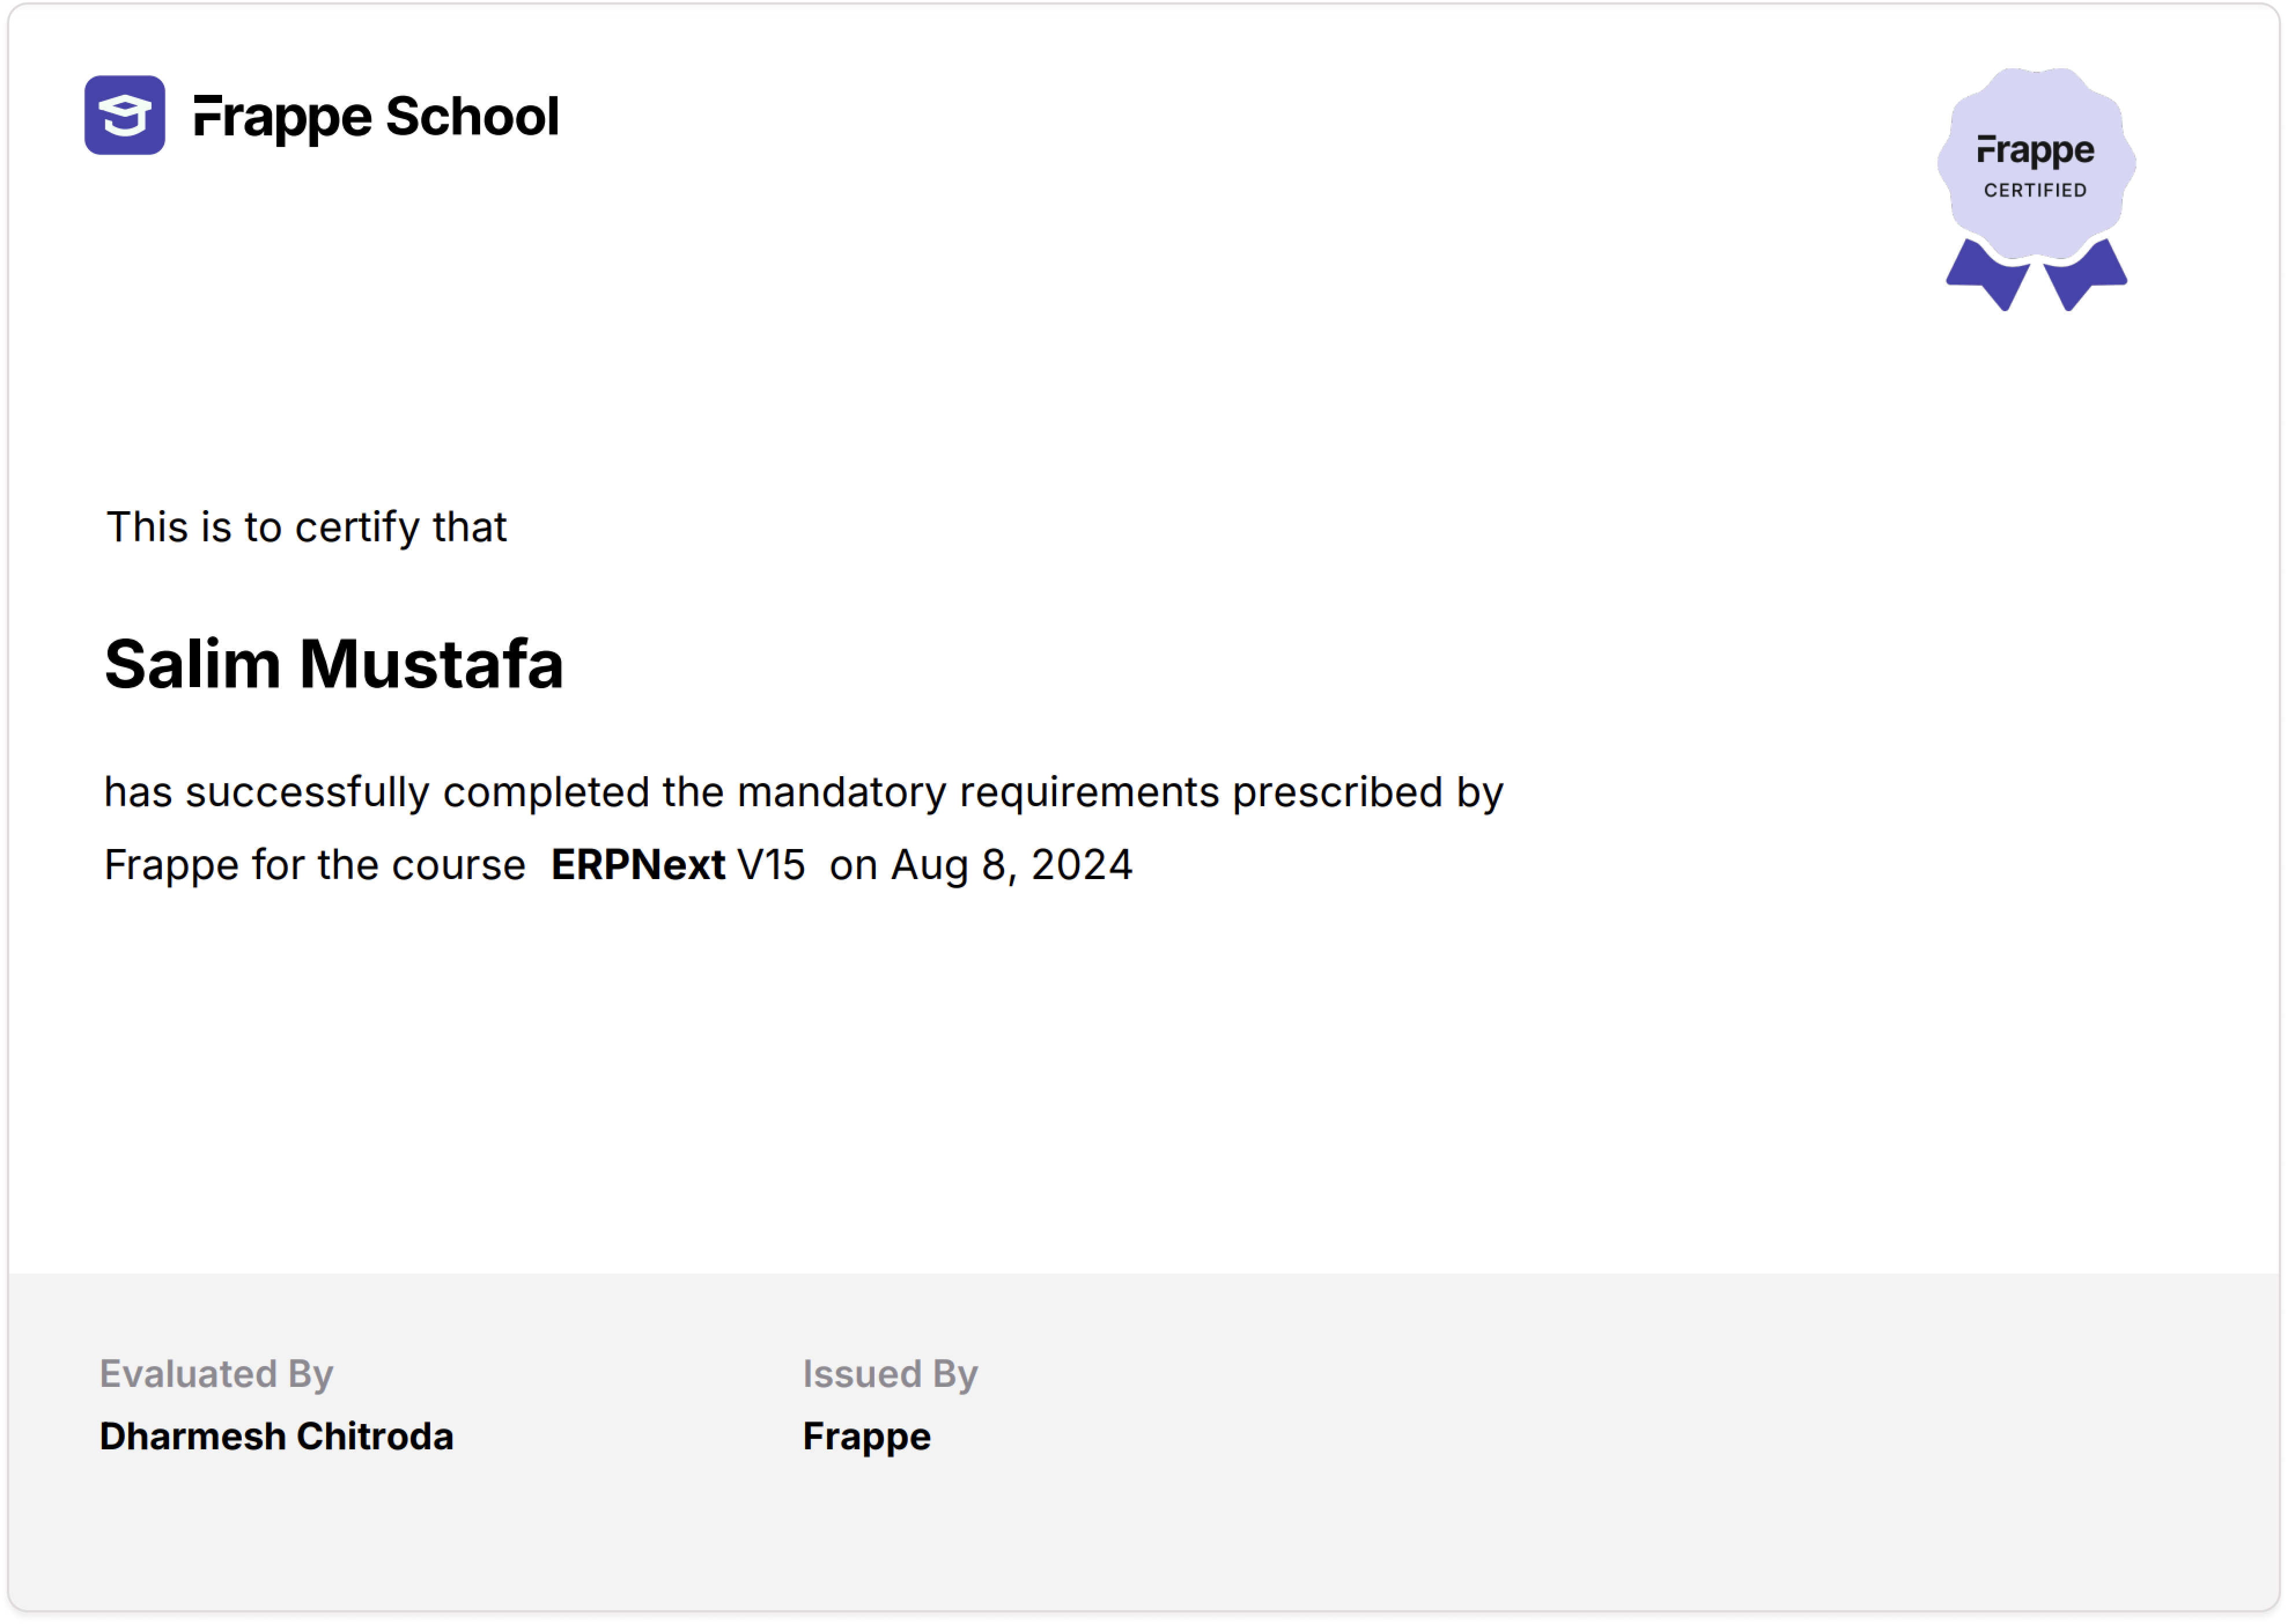 Frappe School
Frappe
CERTIFIED
This is to certify that
Salim Mustafa
has successfully completed the mandatory requirements prescribed by
Frappe for the course ERPNext V15 on Aug 8, 2024
Evaluated By
Dharmesh Chitroda
Issued By
Frappe